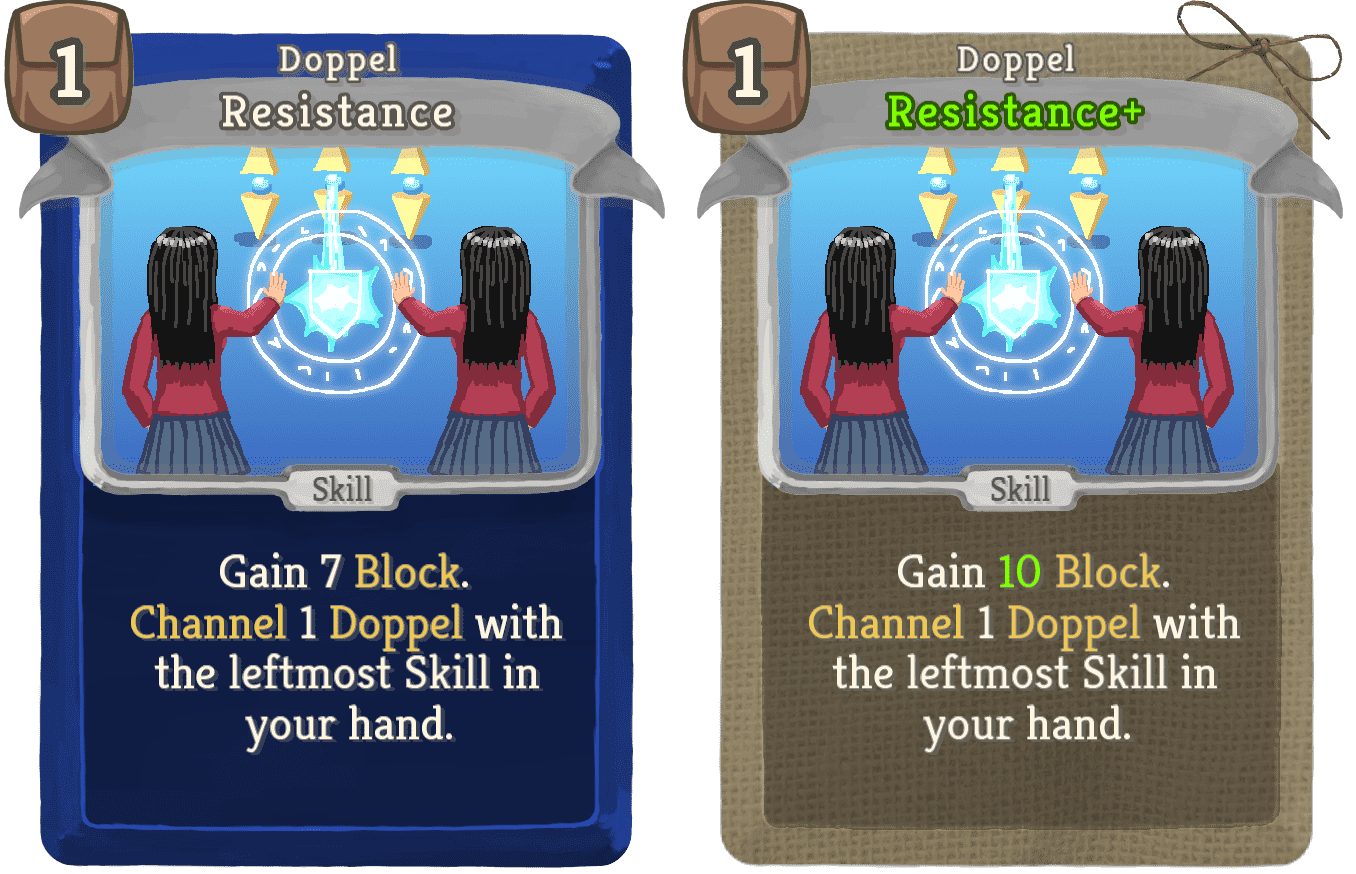 1
Doppel
Resistance
Skill
Gain 7 Block.
Channel 1 Doppel with
the leftmost Skill in
your hand.
1
Doppel
Resistance+
Skill
Gain 10 Block.
Channel 1 Doppel with
the leftmost Skill in
your hand.